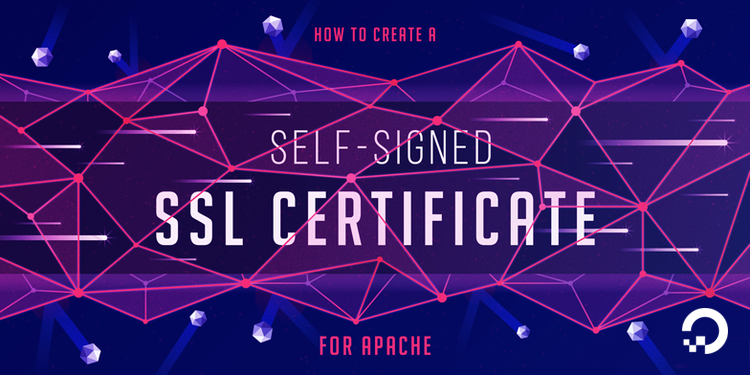 HOW TO CREATE A
SELF-SIGNED
SSL CERTIFICATE
FOR APACHE